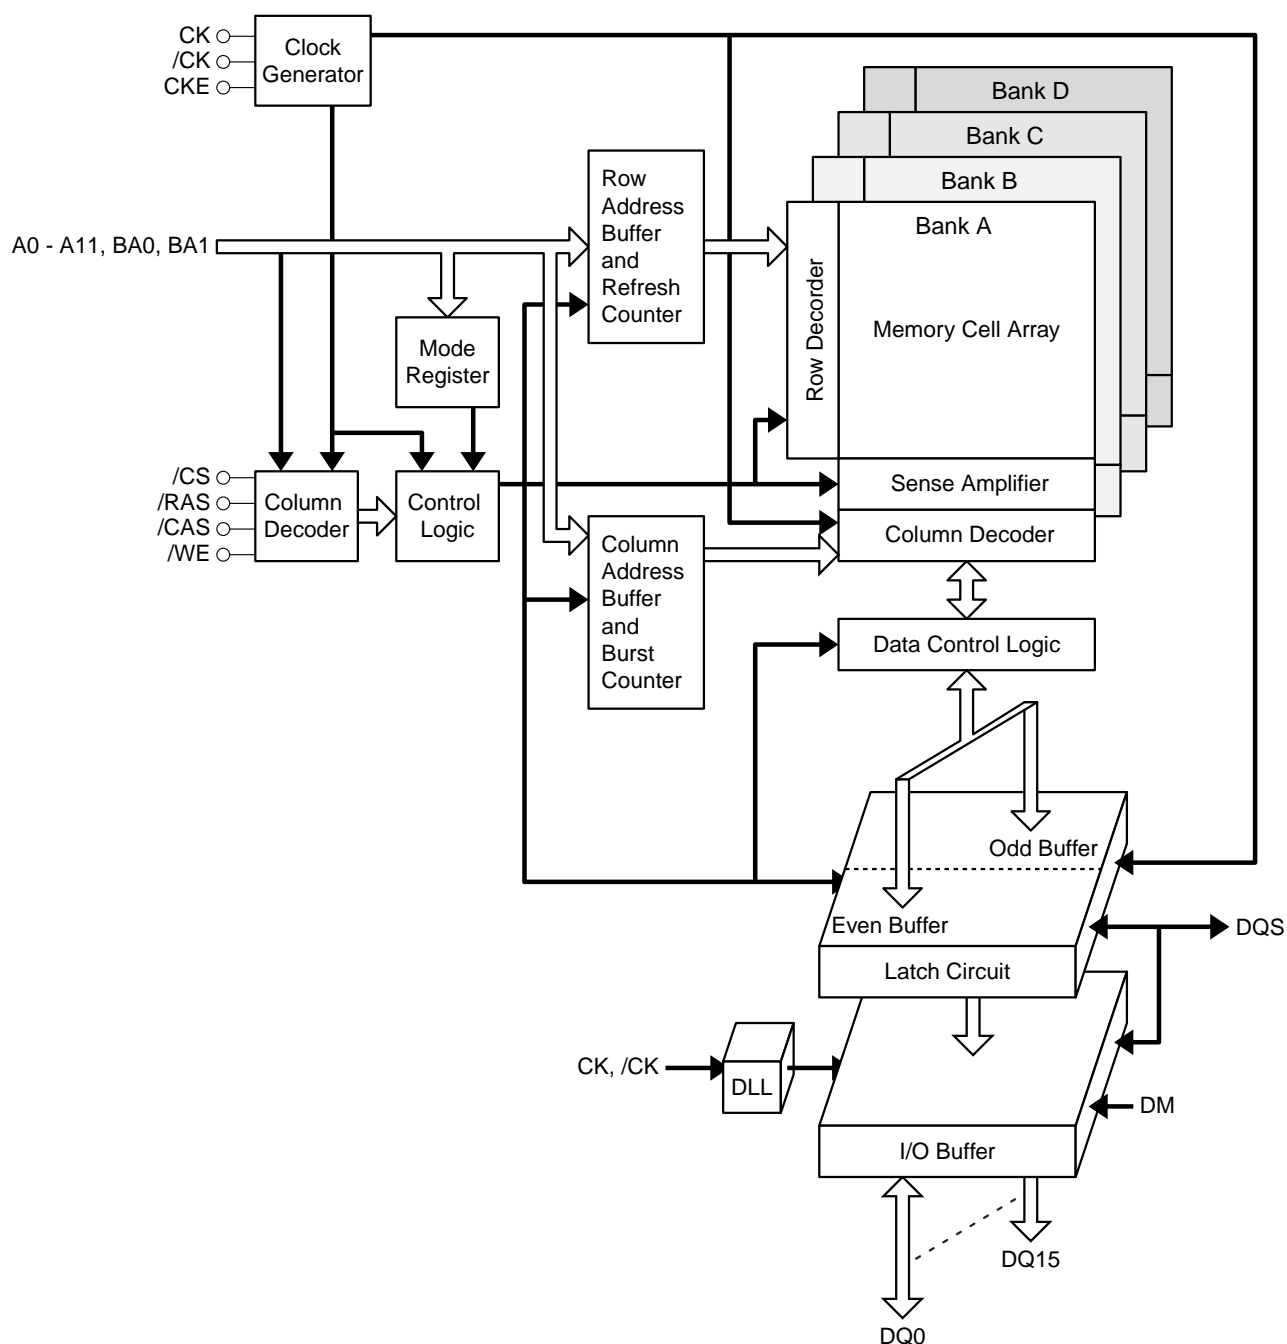 CK
/CK
CKE
Clock
Generator
Bank D
Bank C
Bank B
Bank A
Row
Address
Buffer
and
Refresh
Counter
A0 - A11, BA0, BA1
Row Decorder
Memory Cell Array
Mode
Register
/CS
/RAS
/CAS
/WE
Column
Decoder
Control
Logic
Sense Amplifier
Column Decoder
Column
Address
Buffer
and
Burst
Counter
Data Control Logic
Odd Buffer
Even Buffer
DQS
Latch Circuit
CK, /CK
DLL
DM
I/O Buffer
DQ15
DQ0